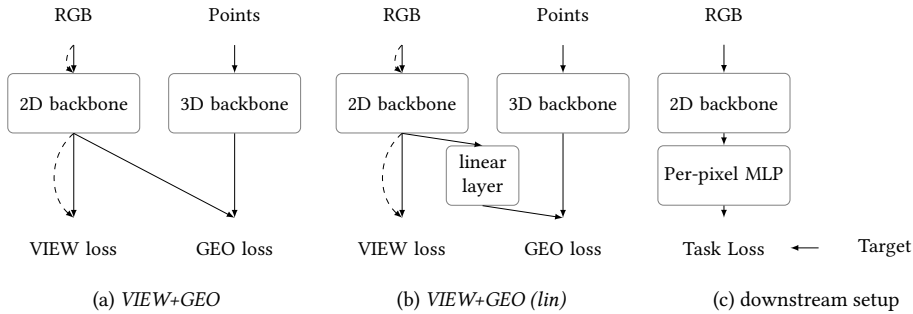 RGB
Points
2D backbone
3D backbone
VIEW loss
GEO loss
(a) VIEW+GEO
RGB
Points
2D backbone
3D backbone
linear
layer
VIEW loss
GEO loss
(b) VIEW+GEO (lin)
RGB
2D backbone
Per-pixel MLP
Task Loss
Target
(c) downstream setup